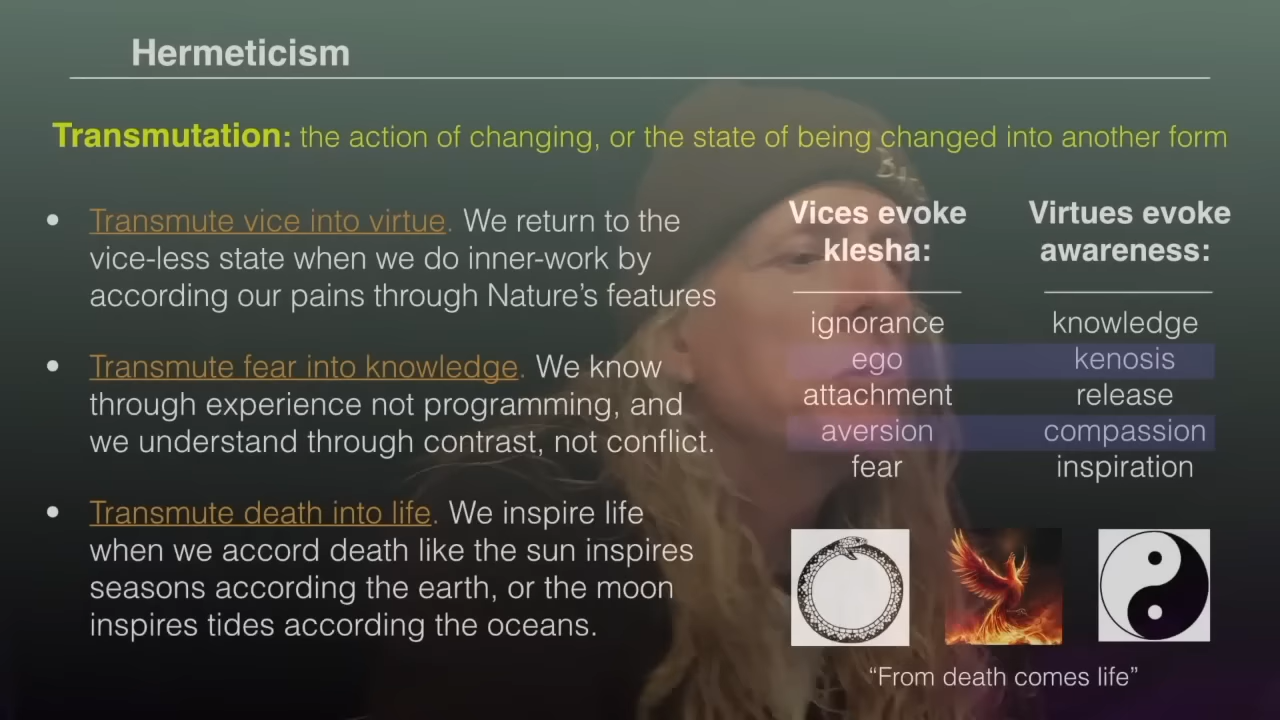 Hermeticism
Transmutation: the action of changing, or the state of being changed into another form
• Transmute vice into virtue. We return to the
vice-less state when we do inner-work by
according our pains through Nature's features
• Transmute fear into knowledge. We know
through experience not programming, and
we understand through contrast, not conflict.
• Transmute death into life. We inspire life
when we accord death like the sun inspires
seasons according the earth, or the moon
inspires tides according the oceans.
Vices evoke
klesha:
ignorance
ego
attachment
aversion
fear
Virtues evoke
awareness:
knowledge
kenosis
release
compassion
inspiration
“From death comes life”